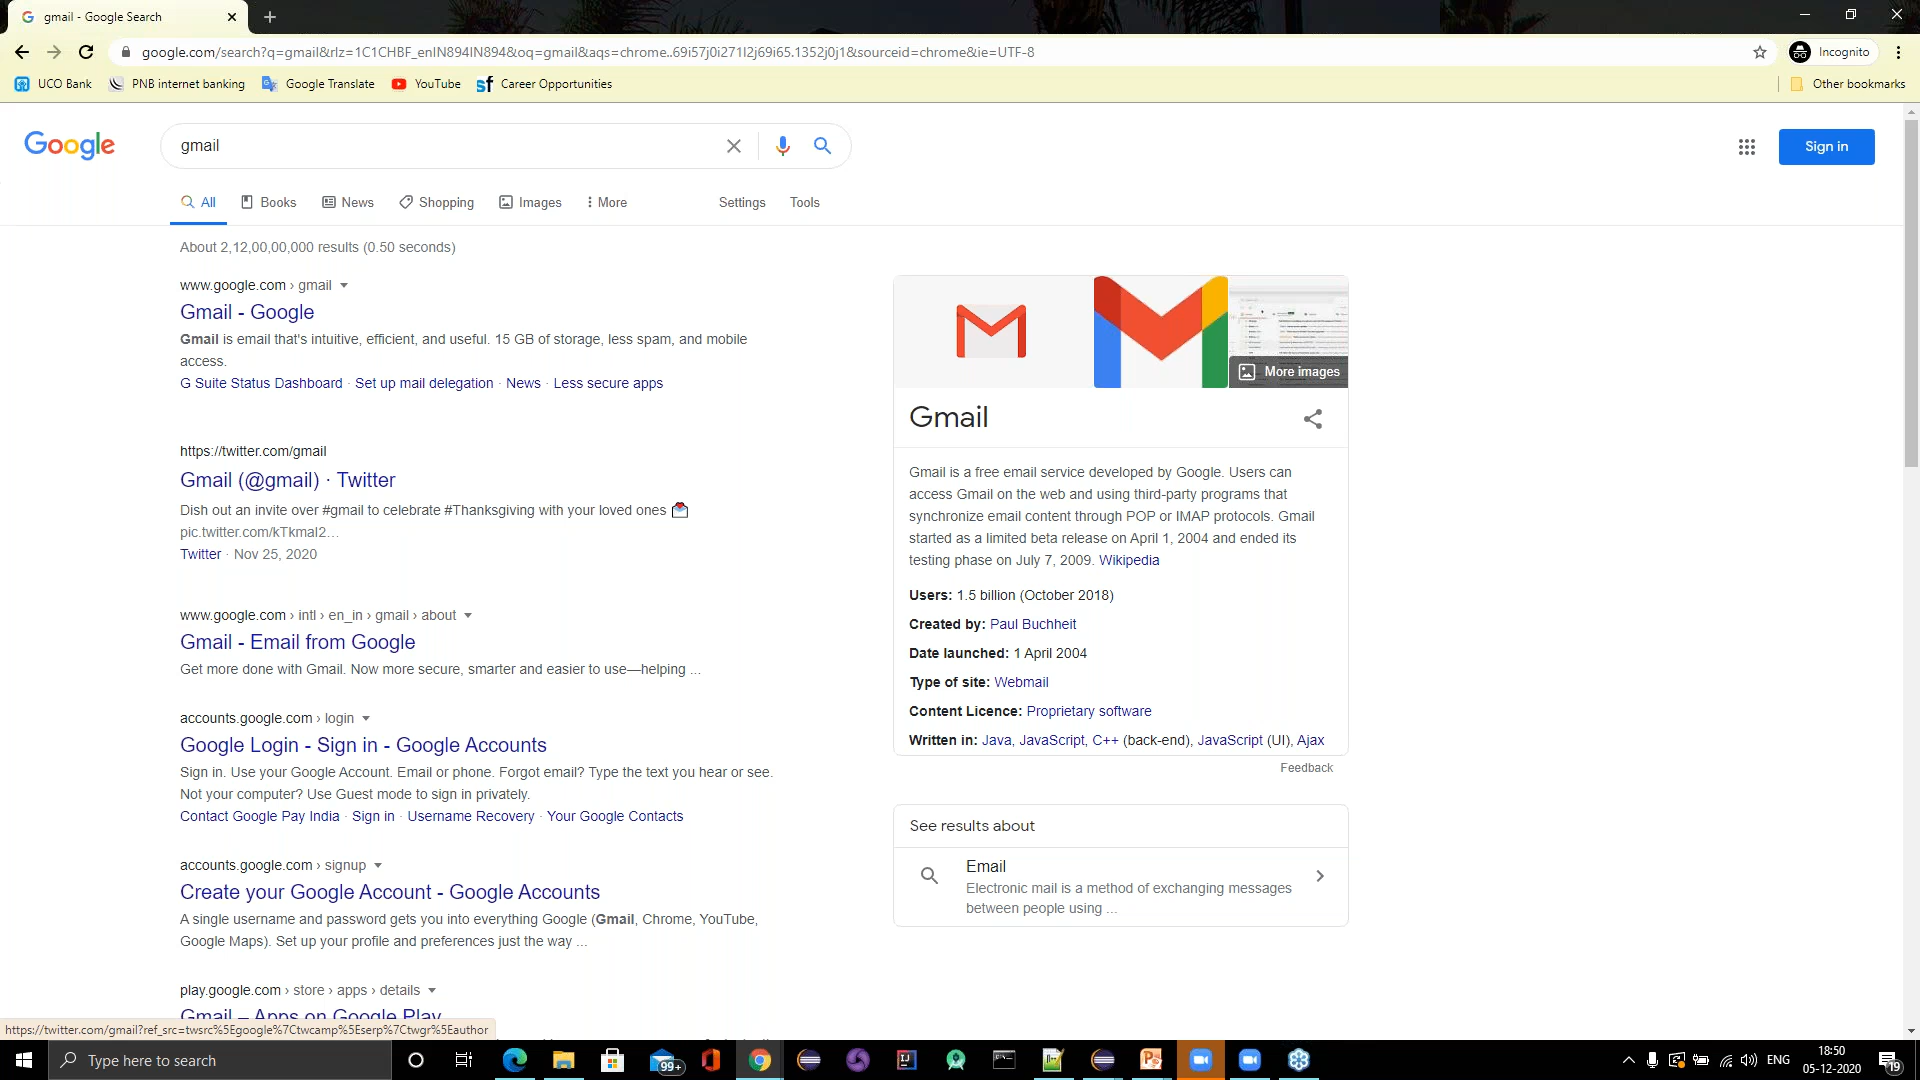 gmail - Google Search
google.com/search?q=gmail&rlz=1C1CHBF_enIN894IN894&oq=gmail&aqs=chrome..69i57j0i271l2j69i65.1352j0j1&sourceid=chrome&ie=UTF-8
Incognito
UCO Bank PNB internet banking Google Translate YouTube Career Opportunities Other bookmarks
Google
gmail
Sign in
All Books News Shopping Images More Settings Tools
About 2,12,00,00,000 results (0.50 seconds)
www.google.com › gmail
Gmail - Google
Gmail is email that's intuitive, efficient, and useful. 15 GB of storage, less spam, and mobile
access.
G Suite Status Dashboard · Set up mail delegation · News · Less secure apps
https://twitter.com/gmail
Gmail (@gmail) · Twitter
Dish out an invite over #gmail to celebrate #Thanksgiving with your loved ones
pic.twitter.com/kTkmal2…
Twitter · Nov 25, 2020
www.google.com › intl › en_in › gmail › about
Gmail - Email from Google
Get more done with Gmail. Now more secure, smarter and easier to use—helping ...
accounts.google.com › login
Google Login - Sign in - Google Accounts
Sign in. Use your Google Account. Email or phone. Forgot email? Type the text you hear or see.
Not your computer? Use Guest mode to sign in privately.
Contact Google Pay India · Sign in · Username Recovery · Your Google Contacts
accounts.google.com › signup
Create your Google Account - Google Accounts
A single username and password gets you into everything Google (Gmail, Chrome, YouTube,
Google Maps). Set up your profile and preferences just the way ...
play.google.com › store › apps › details
Gmail – Apps on Google Play
More images
Gmail
Gmail is a free email service developed by Google. Users can
access Gmail on the web and using third-party programs that
synchronize email content through POP or IMAP protocols. Gmail
started as a limited beta release on April 1, 2004 and ended its
testing phase on July 7, 2009. Wikipedia
Users: 1.5 billion (October 2018)
Created by: Paul Buchheit
Date launched: 1 April 2004
Type of site: Webmail
Content Licence: Proprietary software
Written in: Java, JavaScript, C++ (back-end), JavaScript (UI), Ajax
Feedback
See results about
Email
Electronic mail is a method of exchanging messages
between people using ...
https://twitter.com/gmail?ref_src=twsrc%5Egoogle%7Ctwcamp%5Eserp%7Ctwgr%5Eauthor
Type here to search
99+
ENG
18:50
05-12-2020
19